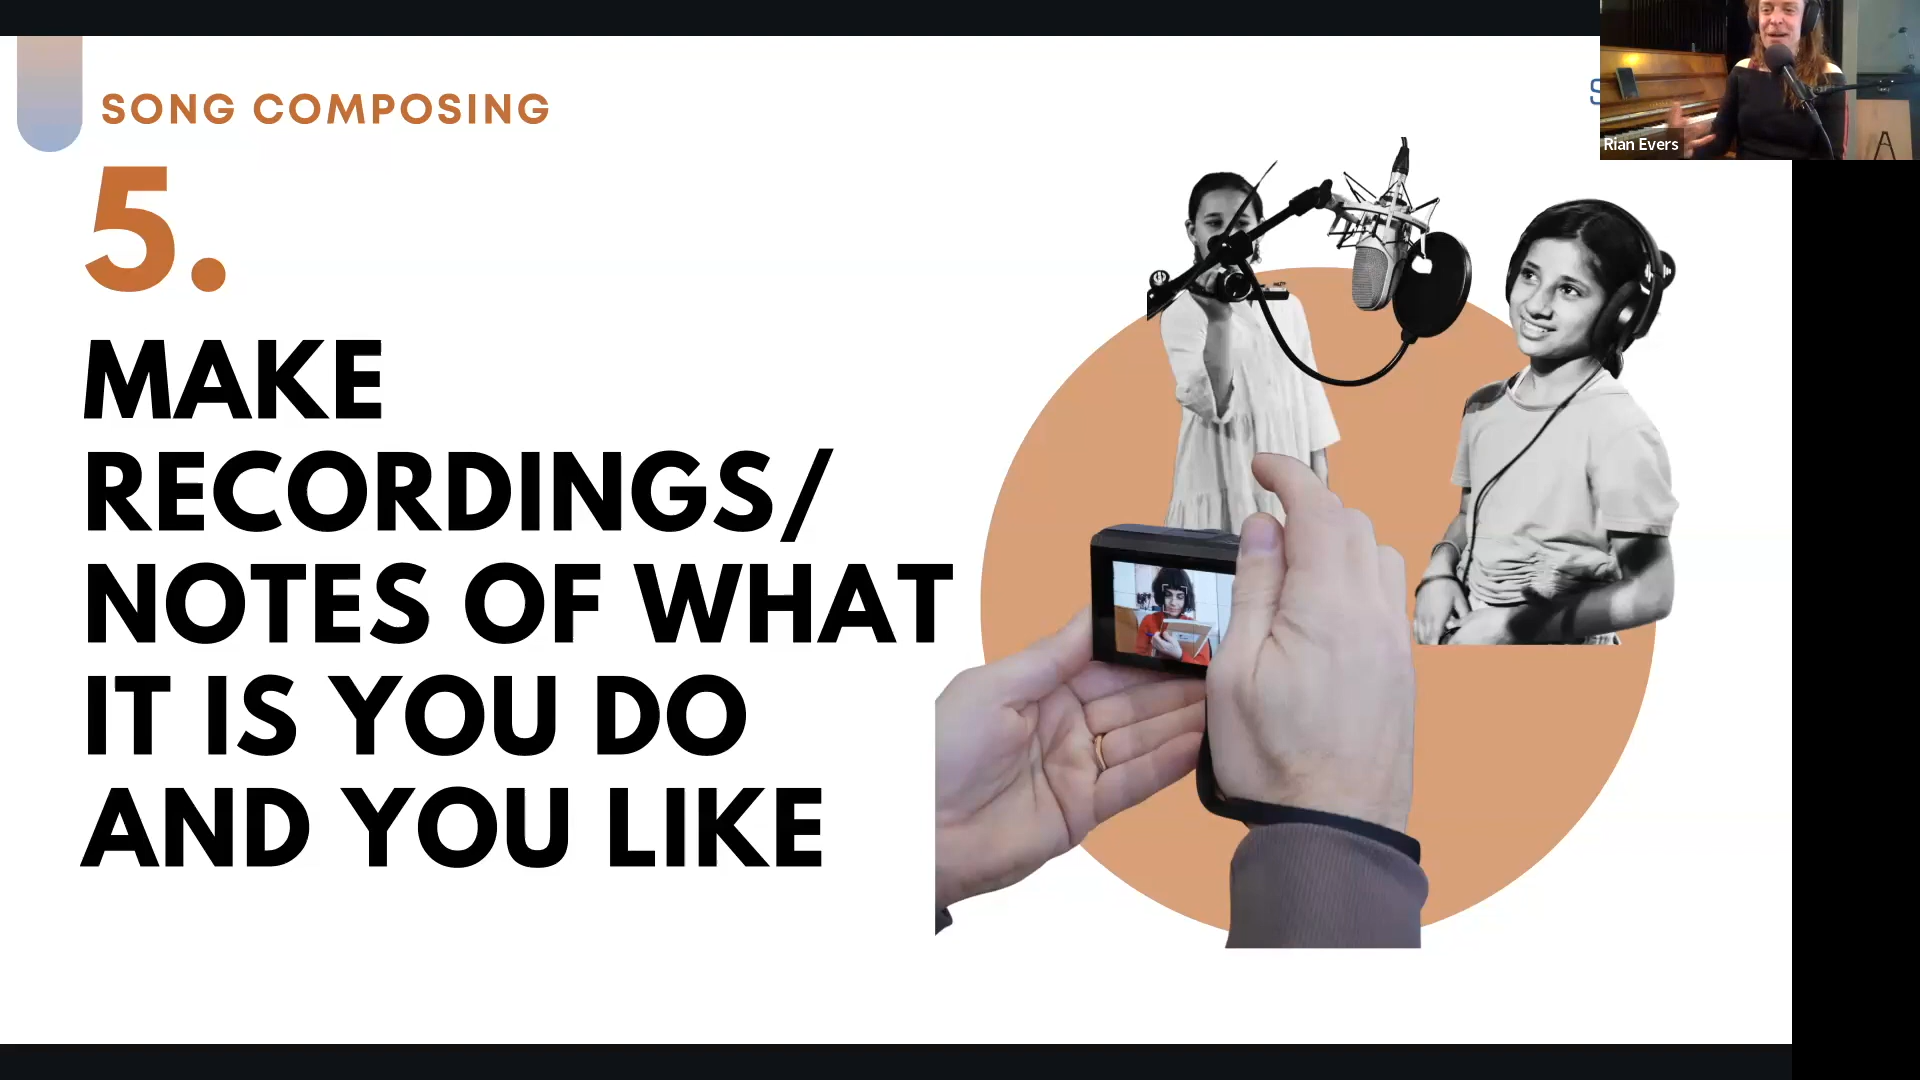 SONG COMPOSING
5.
MAKE
RECORDINGS/
NOTES OF WHAT
IT IS YOU DO
AND YOU LIKE
Rian Evers